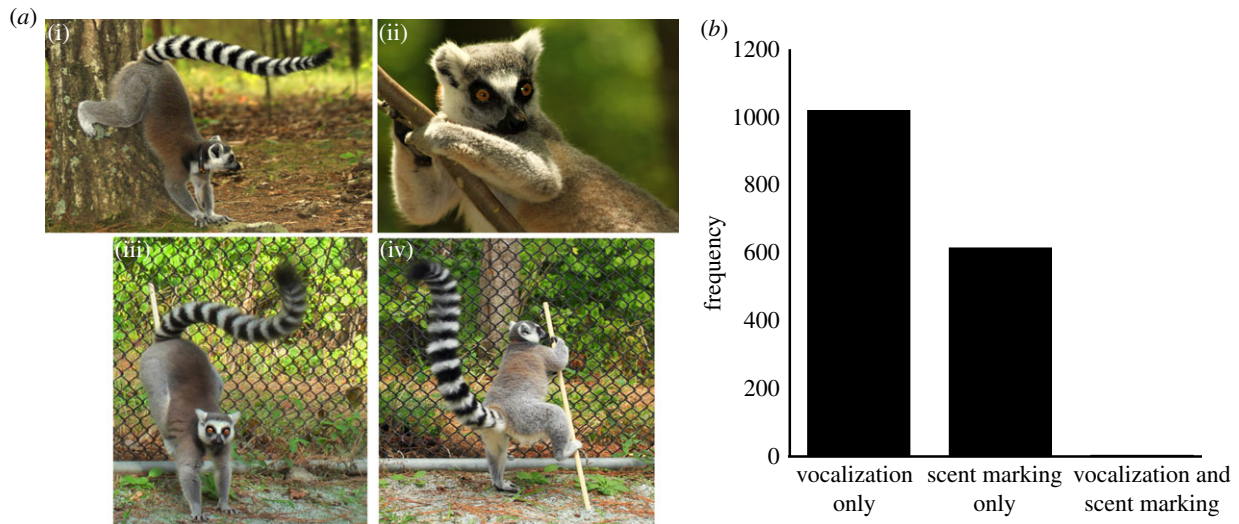 (a)
(i)
(ii)
(iii)
(iv)
(b)
1200
1000
800
600
400
200
0
frequency
vocalization
only
scent marking
only
vocalization and
scent marking